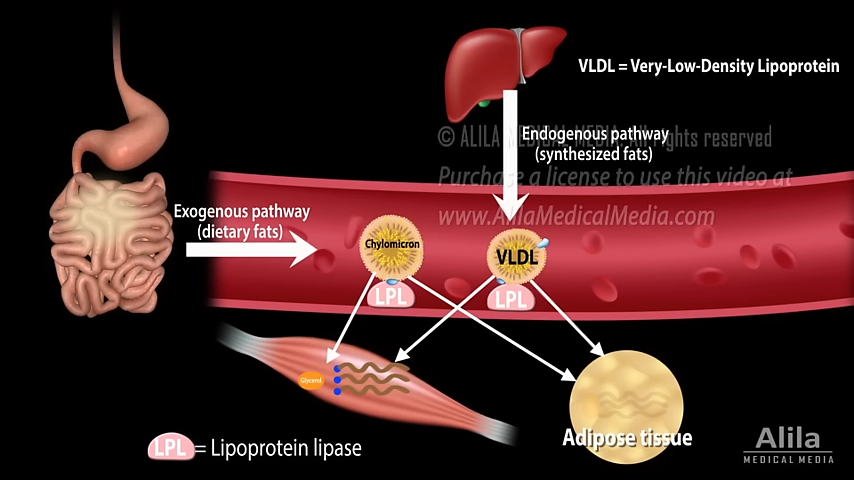 VLDL = Very-Low-Density Lipoprotein
Endogenous pathway
(synthesized fats)
© ALILA MEDICAL MEDIA. All rights reserved
Purchase a license to use this video at
www.AlilaMedicalMedia.com
Exogenous pathway
(dietary fats)
Chylomicron
VLDL
LPL
LPL
Glycerol
Adipose tissue
LPL = Lipoprotein lipase
Alila
MEDICAL MEDIA